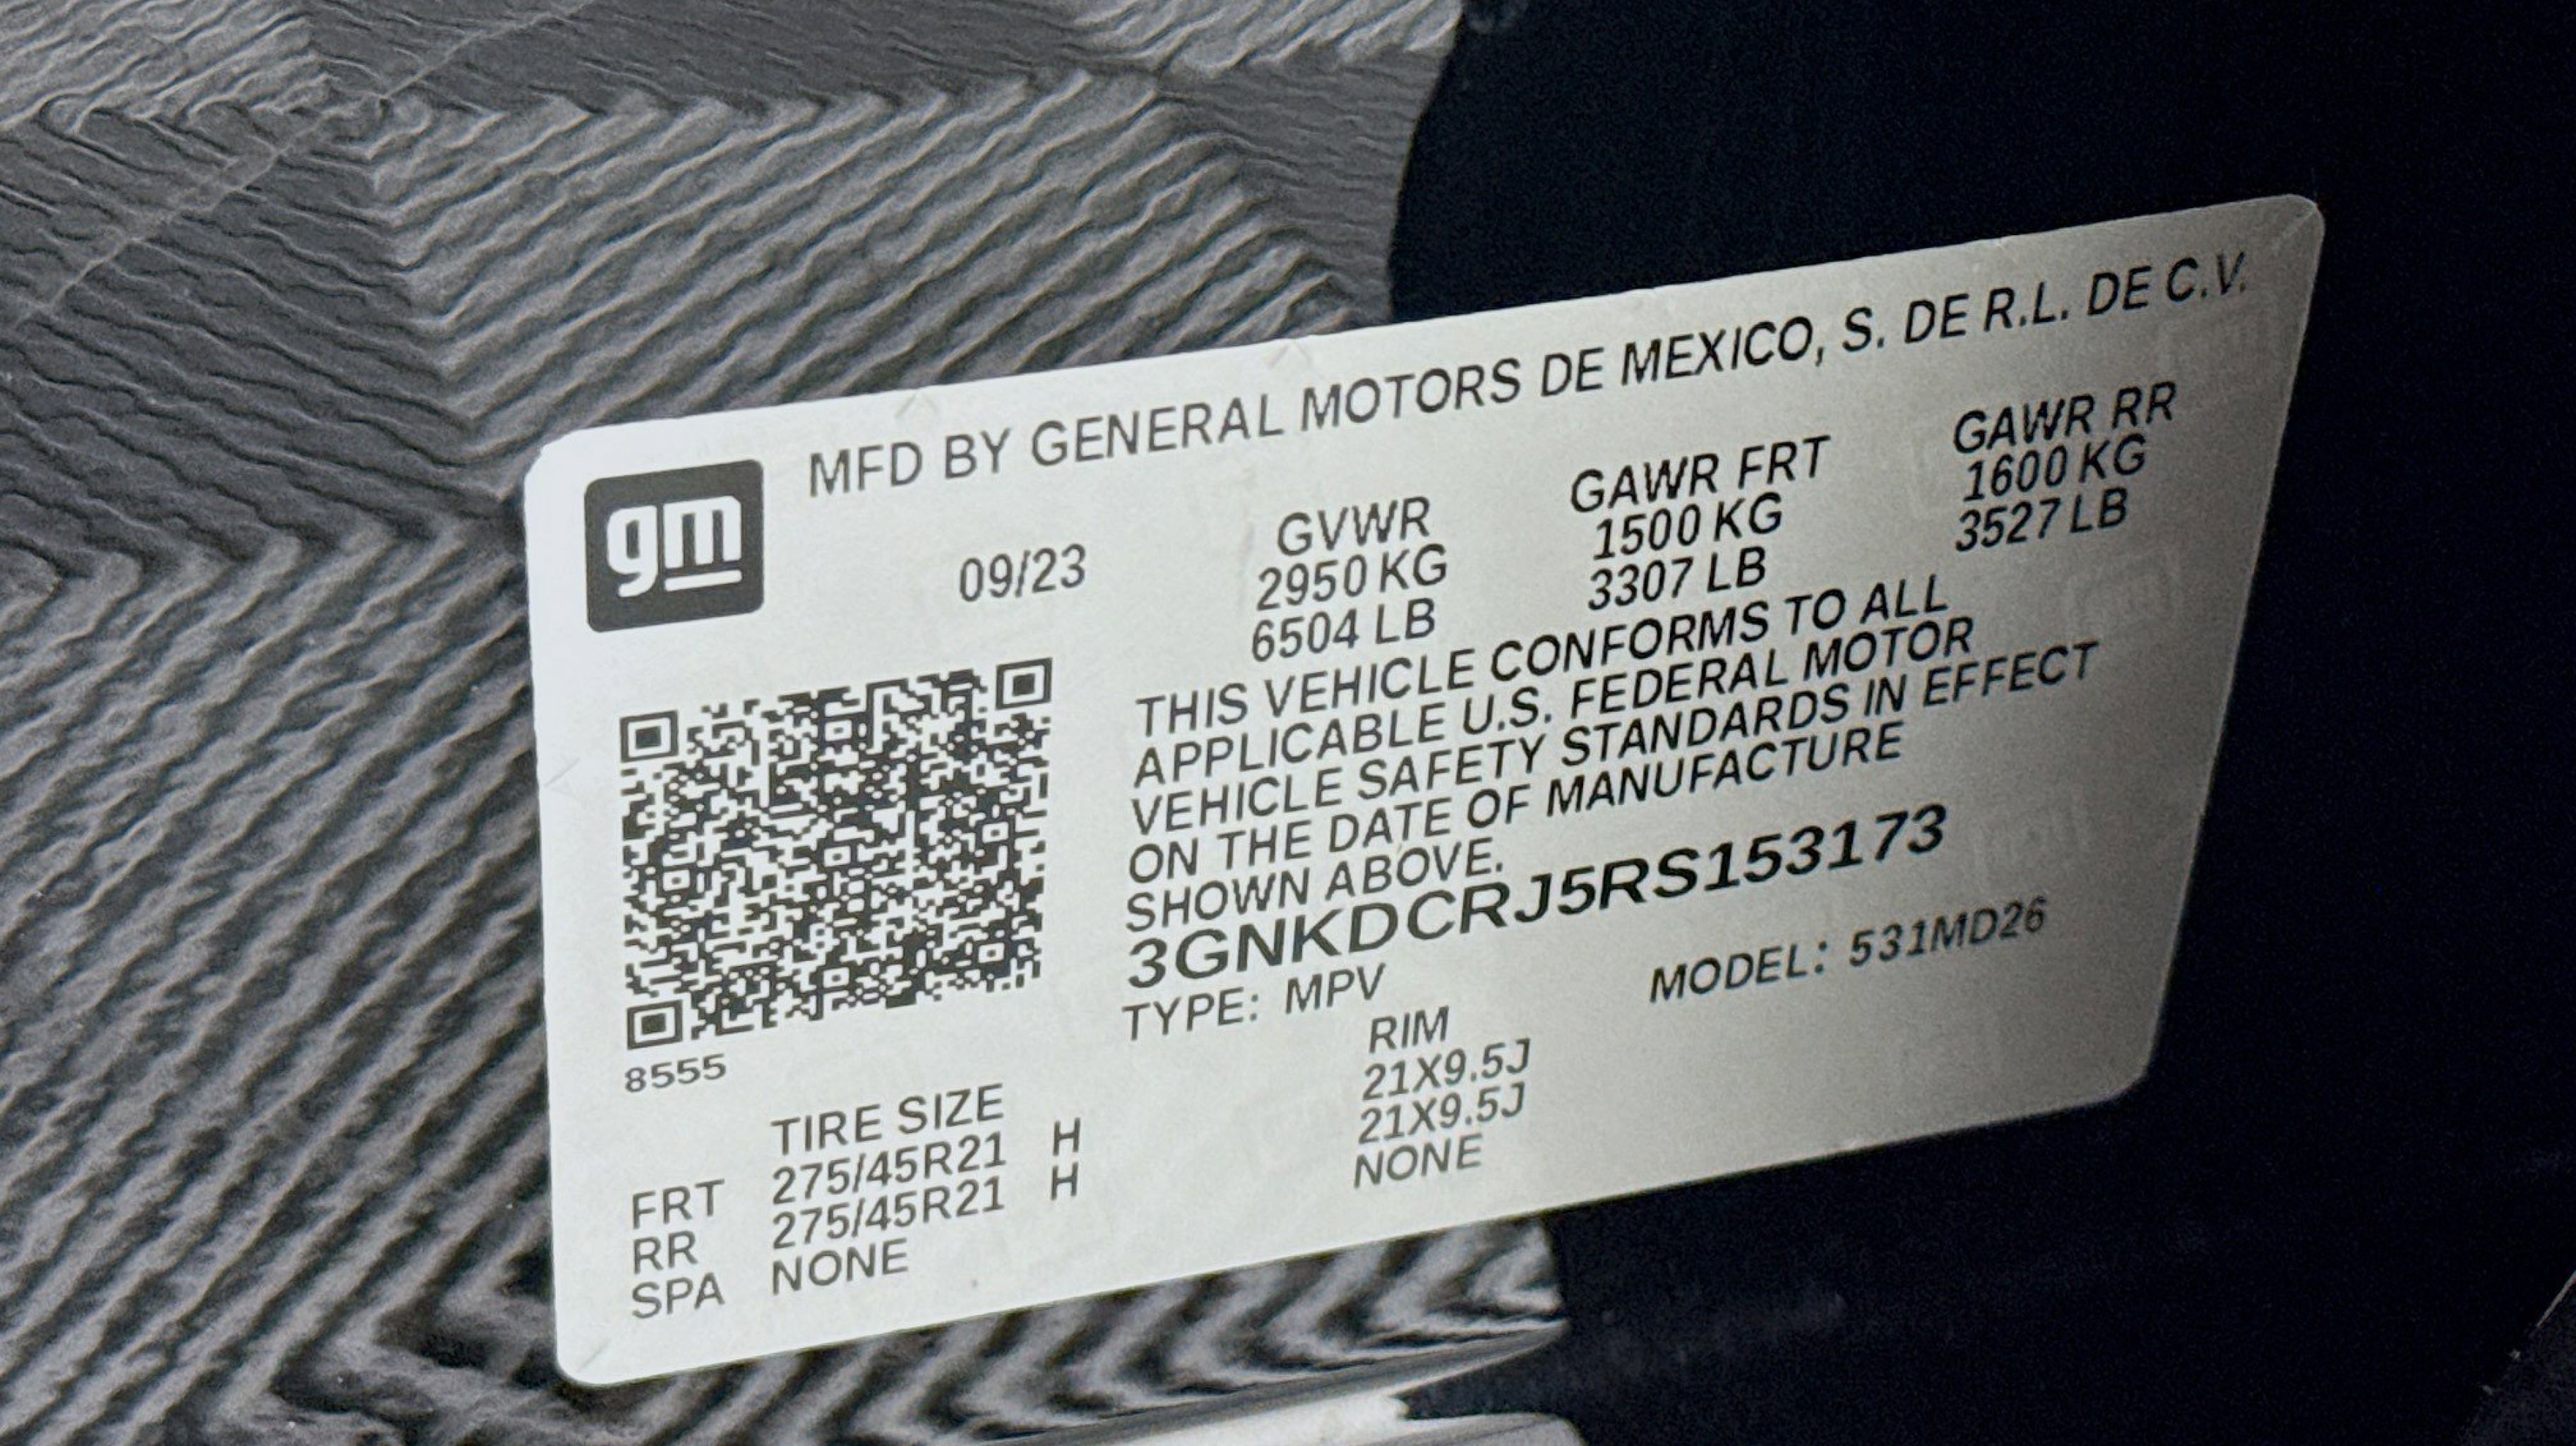 MFD BY GENERAL MOTORS DE MEXICO, S. DE R.L. DE C.V.
gm
09/23
GVWR
2950 KG
6504 LB
GAWR FRT
1500 KG
3307 LB
GAWR RR
1600 KG
3527 LB
THIS VEHICLE CONFORMS TO ALL
APPLICABLE U.S. FEDERAL MOTOR
VEHICLE SAFETY STANDARDS IN EFFECT
ON THE DATE OF MANUFACTURE
SHOWN ABOVE.
3GNKDCRJ5RS153173
TYPE: MPV MODEL: 531MD26
8555
TIRE SIZE RIM
FRT 275/45R21 H 21X9.5J
RR 275/45R21 H 21X9.5J
SPA NONE NONE